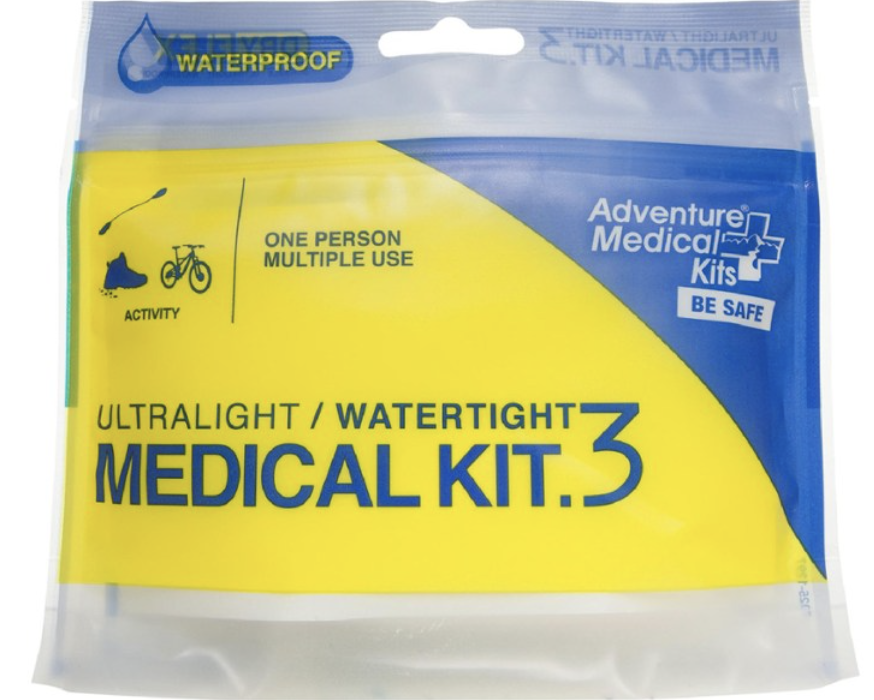 DRYFLEX
WATERPROOF
ULTRALIGHT / WATERTIGHT
MEDICAL KIT.3
Adventure®
Medical
Kits
BE SAFE
ONE PERSON
MULTIPLE USE
ACTIVITY
ULTRALIGHT / WATERTIGHT
MEDICAL KIT.3